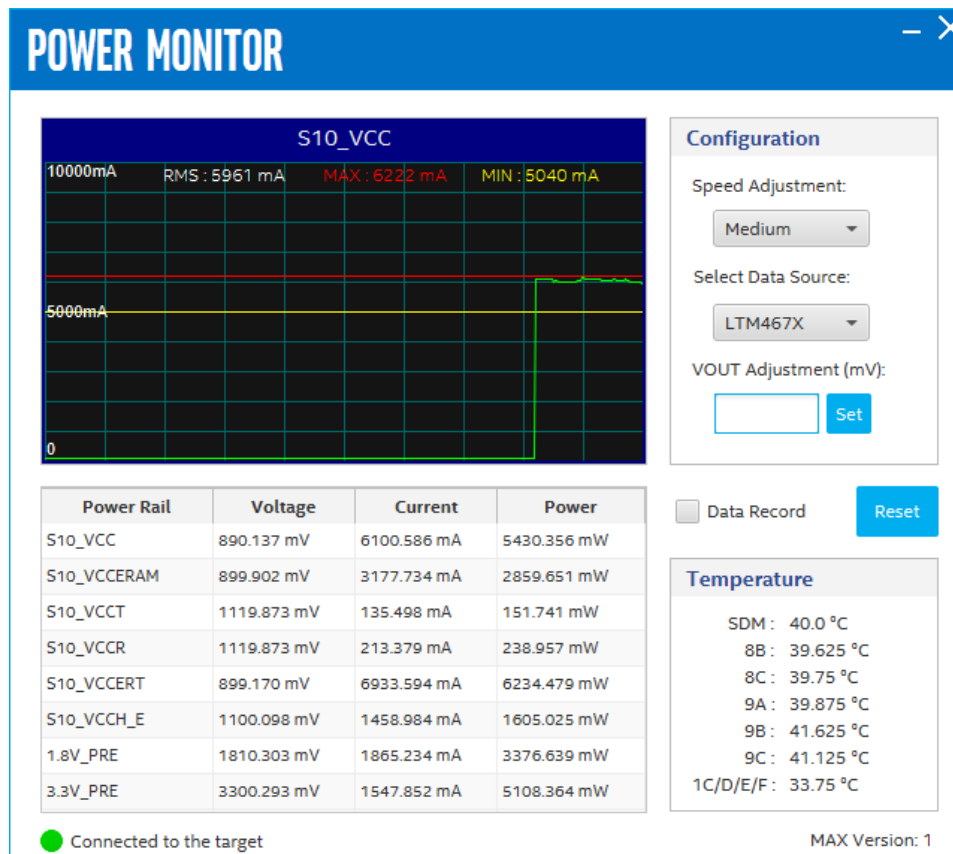 POWER MONITOR
S10_VCC
10000mA RMS : 5961 mA MAX : 6222 mA MIN : 5040 mA
5000mA
0
Configuration
Speed Adjustment:
Medium
Select Data Source:
LTM467X
VOUT Adjustment (mV):
Set
Power Rail Voltage Current Power
S10_VCC 890.137 mV 6100.586 mA 5430.356 mW
S10_VCCERAM 899.902 mV 3177.734 mA 2859.651 mW
S10_VCCT 1119.873 mV 135.498 mA 151.741 mW
S10_VCCR 1119.873 mV 213.379 mA 238.957 mW
S10_VCCERT 899.170 mV 6933.594 mA 6234.479 mW
S10_VCCH_E 1100.098 mV 1458.984 mA 1605.025 mW
1.8V_PRE 1810.303 mV 1865.234 mA 3376.639 mW
3.3V_PRE 3300.293 mV 1547.852 mA 5108.364 mW
Data Record Reset
Temperature
SDM : 40.0 °C
8B : 39.625 °C
8C : 39.75 °C
9A : 39.875 °C
9B : 41.625 °C
9C : 41.125 °C
1C/D/E/F : 33.75 °C
Connected to the target
MAX Version: 1